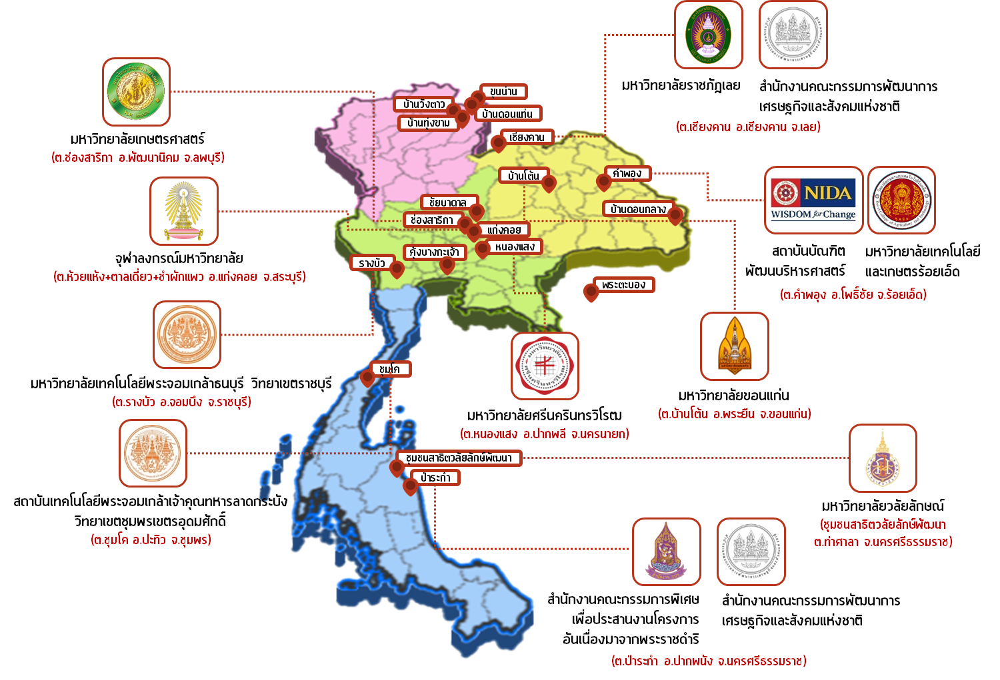 มหาวิทยาลัยราชภัฎเลย
สำนักงานคณะกรรมการพัฒนาการ
เศรษฐกิจและสังคมแห่งชาติ
(ต.เชียงคาน อ.เชียงคาน จ.เลย)
มหาวิทยาลัยเกษตรศาสตร์
(ต.ช่องสาริกา อ.พัฒนานิคม จ.ลพบุรี)
ขุนน่าน
บ้านวังตาว
บ้านดอนแท่น
บ้านทุ่งขาม
เชียงคาน
บ้านโต้น
คำพอุง
ชัยบาดาล
บ้านดอนกลาง
ช่องสาริกา
แก่งคอย
หนองแสง
คุ้งบางกะเจ้า
รางบัว
พระตะบอง
NIDA
WISDOM for Change
สถาบันบัณฑิต
พัฒนบริหารศาสตร์
มหาวิทยาลัยเทคโนโลยี
และเกษตรร้อยเอ็ด
(ต.คำพอุง อ.โพธิ์ชัย จ.ร้อยเอ็ด)
จุฬาลงกรณ์มหาวิทยาลัย
(ต.ห้วยแห้ง+ตาลเดี่ยว+ชำผักแพว อ.แก่งคอย จ.สระบุรี)
มหาวิทยาลัยเทคโนโลยีพระจอมเกล้าธนบุรี วิทยาเขตราชบุรี
(ต.รางบัว อ.จอมบึง จ.ราชบุรี)
ชุมโค
มหาวิทยาลัย
ศรีนครินทรวิโรฒ
มหาวิทยาลัยศรีนครินทรวิโรฒ
(ต.หนองแสง อ.ปากพลี จ.นครนายก)
มหาวิทยาลัยขอนแก่น
(ต.บ้านโต้น อ.พระยืน จ.ขอนแก่น)
ชุมชนสาธิตวลัยลักษ์พัฒนา
ป่าระกำ
สถาบันเทคโนโลยีพระจอมเกล้าเจ้าคุณทหารลาดกระบัง
วิทยาเขตชุมพรเขตรอุดมศักดิ์
(ต.ชุมโค อ.ปะทิว จ.ชุมพร)
มหาวิทยาลัยวลัยลักษณ์
(ชุมชนสาธิตวลัยลักษ์พัฒนา
ต.ท่าศาลา จ.นครศรีธรรมราช)
สำนักงานคณะกรรมการพิเศษ
เพื่อประสานงานโครงการ
อันเนื่องมาจากพระราชดำริ
สำนักงานคณะกรรมการพัฒนาการ
เศรษฐกิจและสังคมแห่งชาติ
(ต.ป่าระกำ อ.ปากพนัง จ.นครศรีธรรมราช)